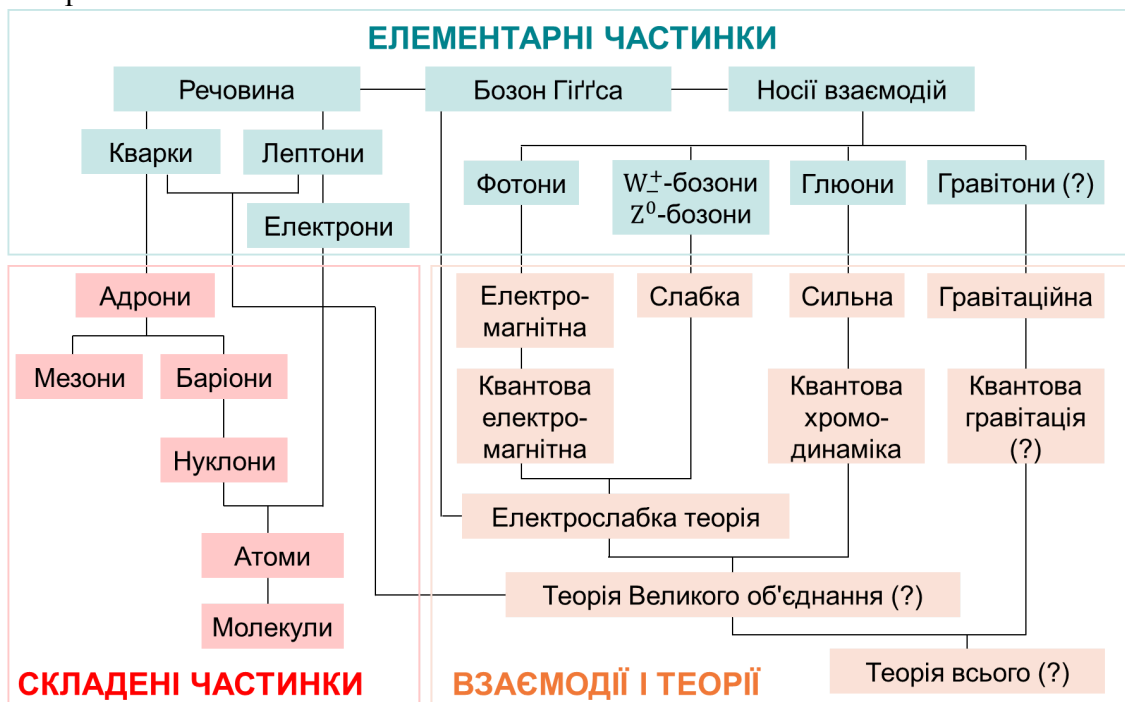 ЕЛЕМЕНТАРНІ ЧАСТИНКИ
Речовина
Бозон Гіґґса
Носії взаємодій
Кварки
Лептони
Електрони
Фотони
W⁺₋-бозони
Z⁰-бозони
Глюони
Гравітони (?)
Адрони
Мезони
Баріони
Нуклони
Атоми
Молекули
СКЛАДЕНІ ЧАСТИНКИ
Електро-
магнітна
Слабка
Сильна
Гравітаційна
Квантова
електро-
магнітна
Квантова
хромо-
динаміка
Квантова
гравітація
(?)
Електрослабка теорія
Теорія Великого об'єднання (?)
Теорія всього (?)
ВЗАЄМОДІЇ І ТЕОРІЇ